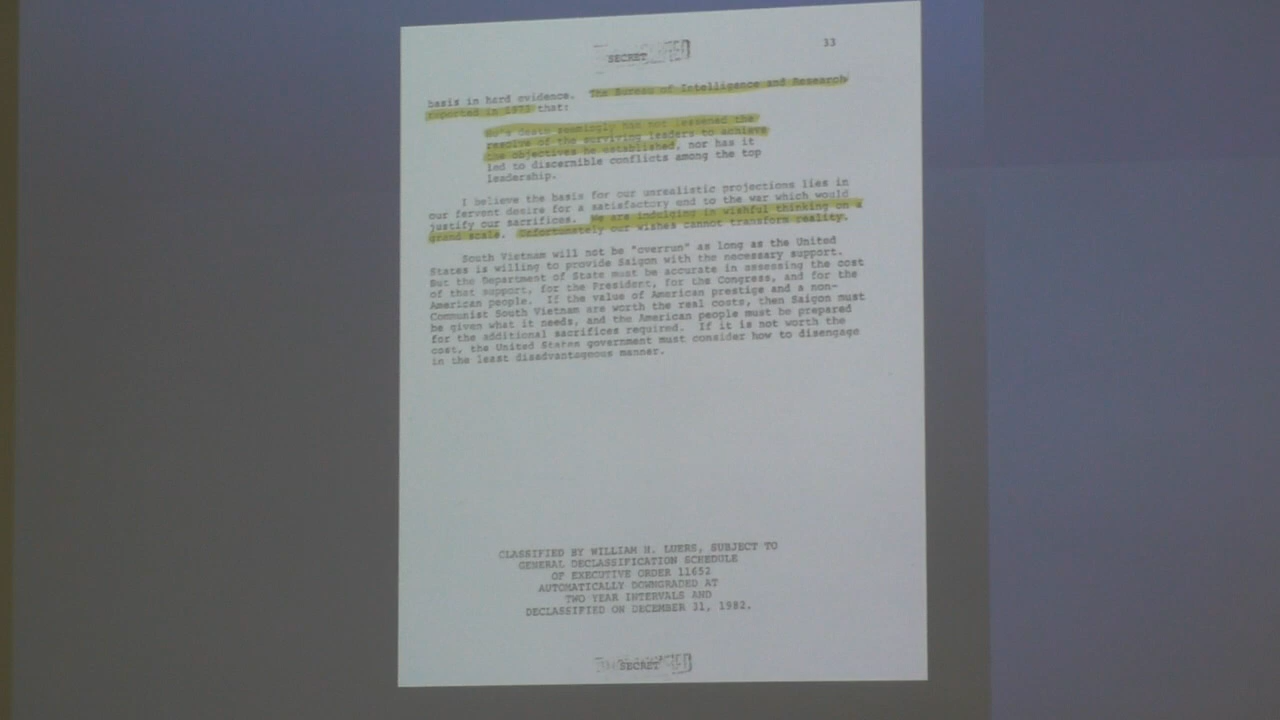 SECRET
33
basis in hard evidence. The Bureau of Intelligence and Research
reported in 1971 that:
Ho's death seemingly has not lessened the
resolve of the surviving leaders to achieve
the objectives he established, nor has it
led to discernible conflicts among the top
leadership.
I believe the basis for our unrealistic projections lies in
our fervent desire for a satisfactory end to the war which would
justify our sacrifices. We are indulging in wishful thinking on a
grand scale. Unfortunately our wishes cannot transform reality.
South Vietnam will not be "overrun" as long as the United
States is willing to provide Saigon with the necessary support.
But the Department of State must be accurate in assessing the cost
of that support, for the President, for the Congress, and for the
American people. If the value of American prestige and a non-
Communist South Vietnam are worth the real costs, then Saigon must
be given what it needs, and the American people must be prepared
for the additional sacrifices required. If it is not worth the
cost, the United States government must consider how to disengage
in the least disadvantageous manner.
CLASSIFIED BY WILLIAM H. LUERS, SUBJECT TO
GENERAL DECLASSIFICATION SCHEDULE
OF EXECUTIVE ORDER 11652
AUTOMATICALLY DOWNGRADED AT
TWO YEAR INTERVALS AND
DECLASSIFIED ON DECEMBER 31, 1982.
SECRET